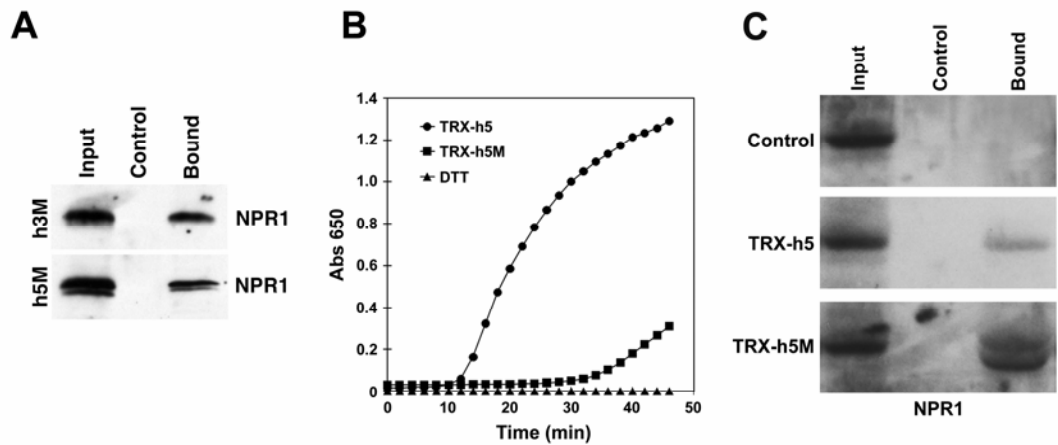 A
Input
Control
Bound
h3M
NPR1
h5M
NPR1
B
1.4
1.2
1.0
0.8
0.6
0.4
0.2
0
Abs 650
TRX-h5
TRX-h5M
DTT
0
10
20
30
40
50
Time (min)
C
Input
Control
Bound
Control
TRX-h5
TRX-h5M
NPR1